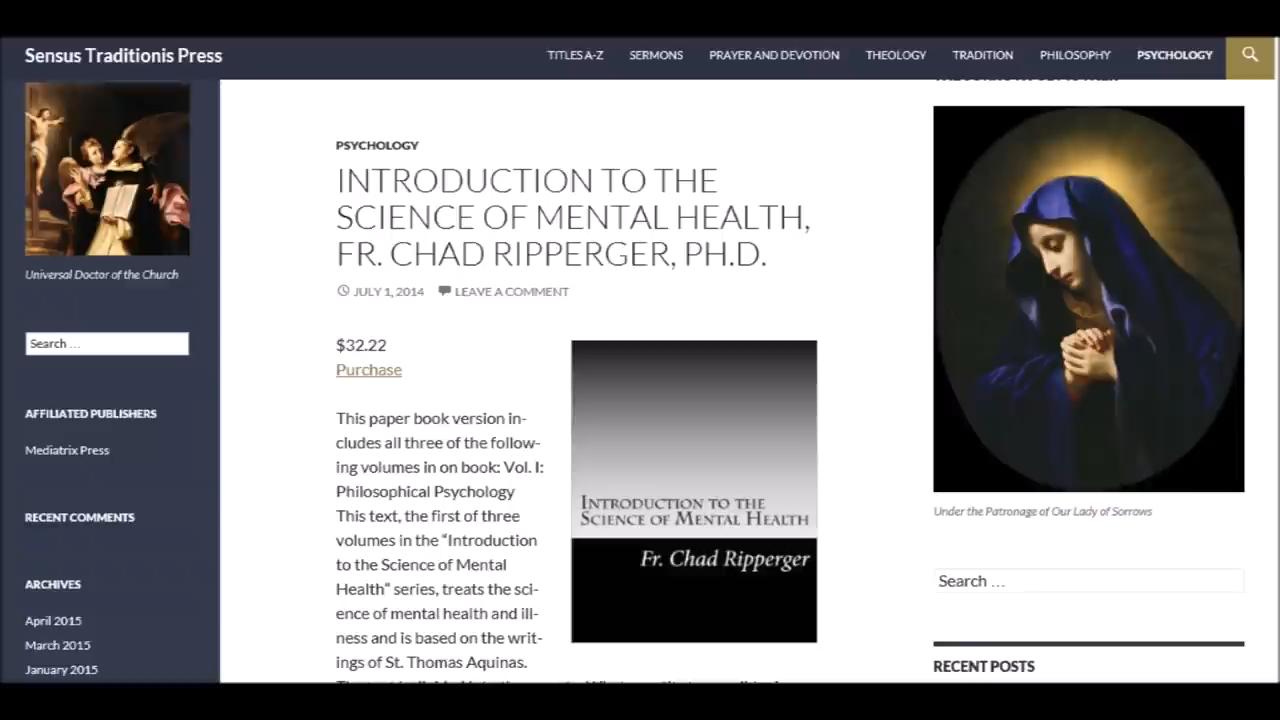 Sensus Traditionis Press
TITLES A-Z
SERMONS
PRAYER AND DEVOTION
THEOLOGY
TRADITION
PHILOSOPHY
PSYCHOLOGY
Universal Doctor of the Church
Search ...
AFFILIATED PUBLISHERS
Mediatrix Press
RECENT COMMENTS
ARCHIVES
April 2015
March 2015
January 2015
PSYCHOLOGY
INTRODUCTION TO THE
SCIENCE OF MENTAL HEALTH,
FR. CHAD RIPPERGER, PH.D.
JULY 1, 2014
LEAVE A COMMENT
$32.22
Purchase
This paper book version in-
cludes all three of the follow-
ing volumes in on book: Vol. I:
Philosophical Psychology
This text, the first of three
volumes in the “Introduction
to the Science of Mental
Health” series, treats the sci-
ence of mental health and ill-
ness and is based on the writ-
ings of St. Thomas Aquinas.
INTRODUCTION TO THE
SCIENCE OF MENTAL HEALTH
Fr. Chad Ripperger
Under the Patronage of Our Lady of Sorrows
Search ...
RECENT POSTS